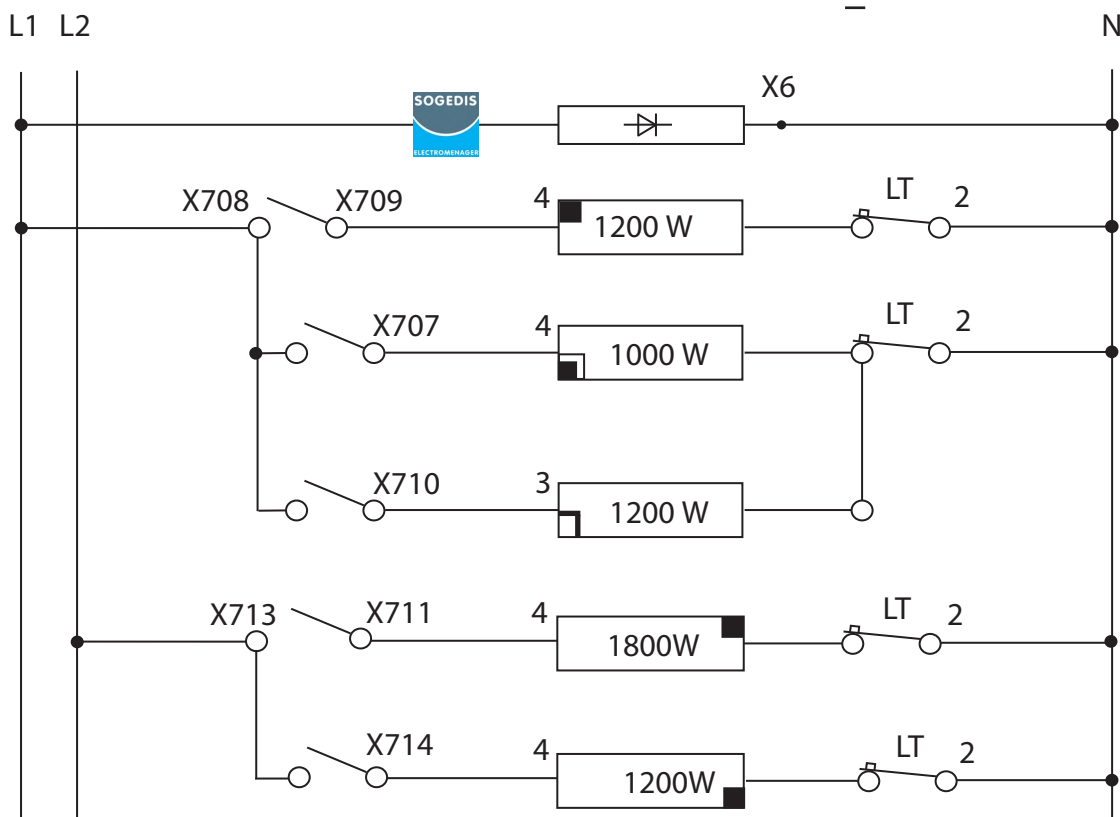 L1 L2 N
SOGEDIS
ELECTROMENAGER
X6
X708 X709 4 1200 W LT 2
X707 4 1000 W LT 2
X710 3 1200 W
X713 X711 4 1800W LT 2
X714 4 1200W LT 2